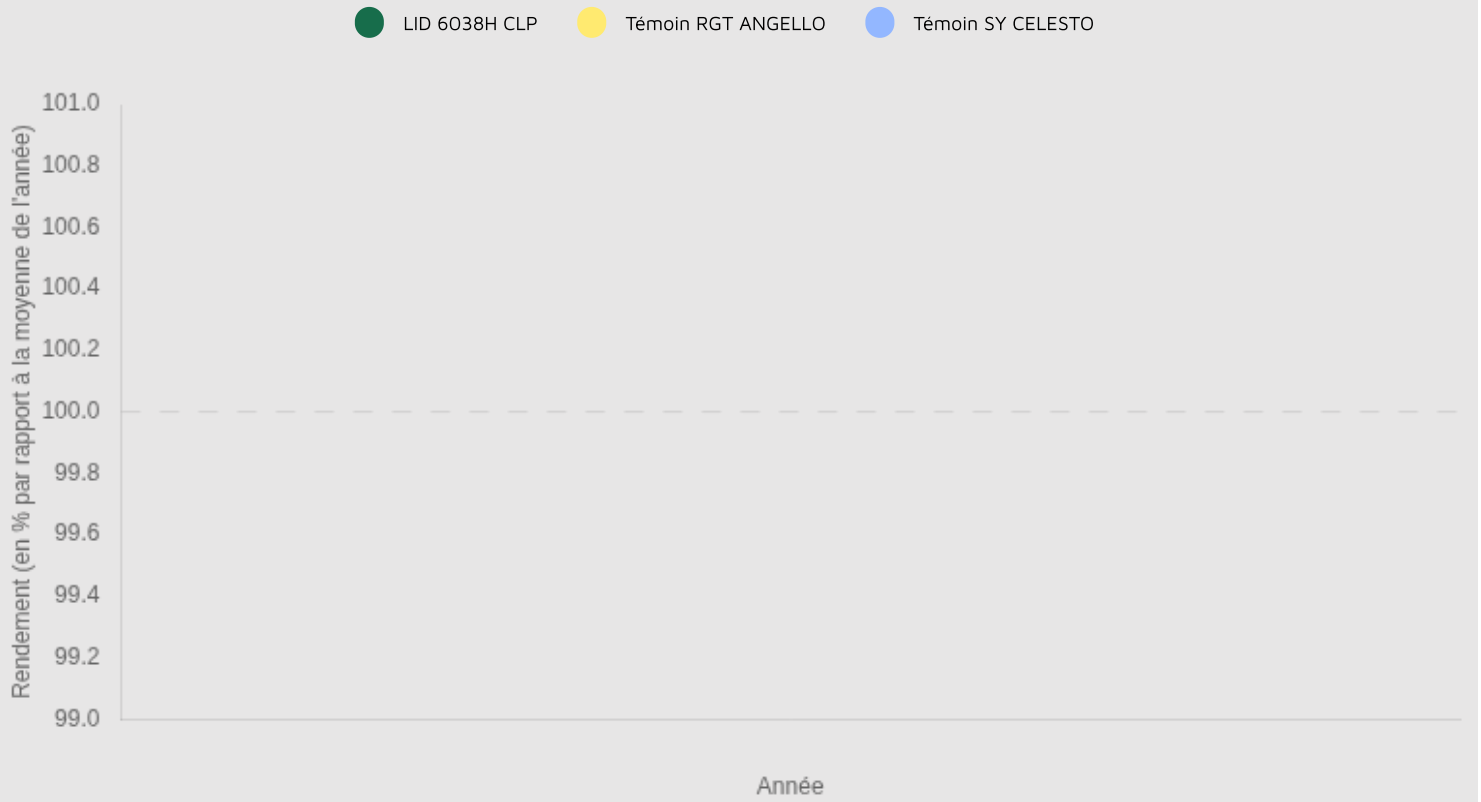 LID 6038H CLP
Témoin RGT ANGELLO
Témoin SY CELESTO
Rendement (en % par rapport à la moyenne de l'année)
101.0
100.8
100.6
100.4
100.2
100.0
99.8
99.6
99.4
99.2
99.0
Année